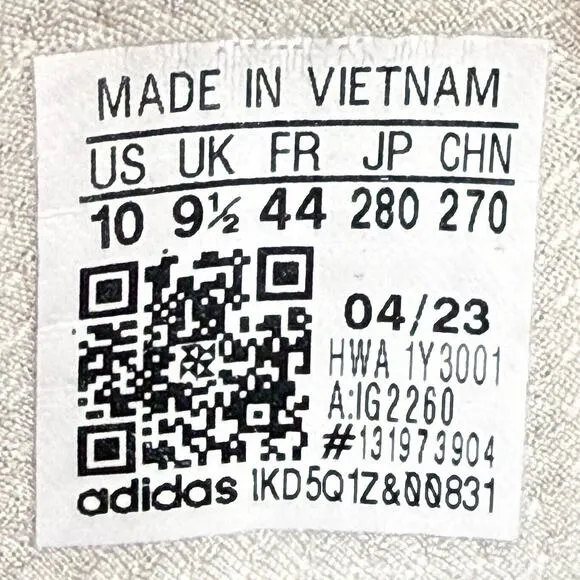 MADE IN VIETNAM
US UK FR JP CHN
10 9½ 44 280 270
04/23
HWA 1Y3001
A:IG2260
#131973904
adidas 1KD5Q1Z&00831